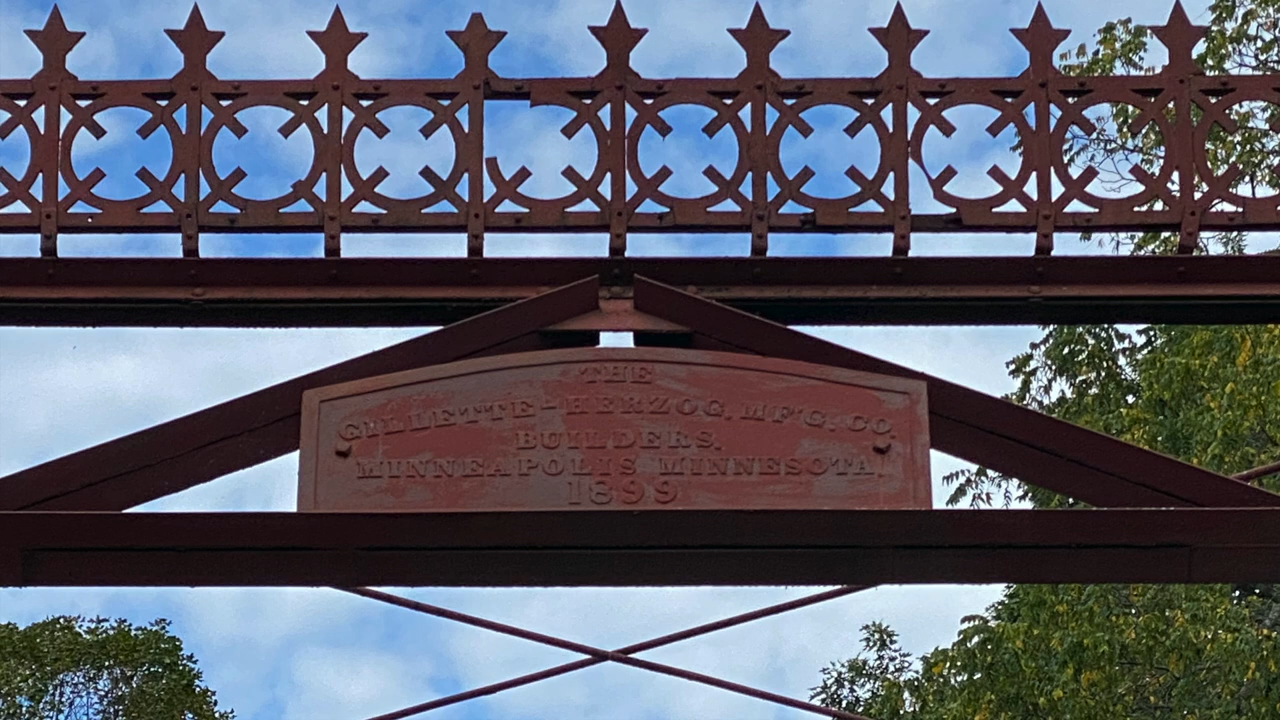 THE
GILLETTE-HERZOG. MF'G. CO.
BUILDERS.
MINNEAPOLIS MINNESOTA.
1899